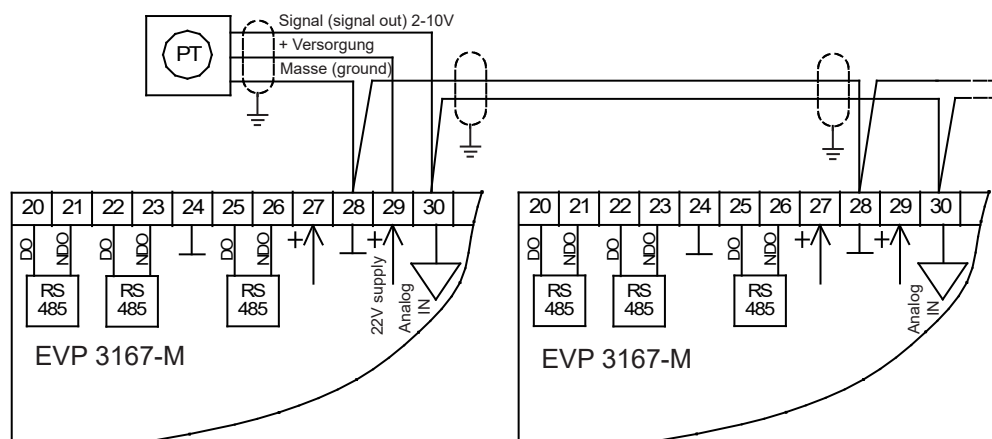 Signal (signal out) 2-10V
+ Versorgung
Masse (ground)
PT
20 21 22 23 24 25 26 27 28 29 30
DO NDO DO NDO DO NDO + +
RS 485 RS 485 RS 485
22V supply
Analog IN
EVP 3167-M
20 21 22 23 24 25 26 27 28 29 30
DO NDO DO NDO DO NDO + +
RS 485 RS 485 RS 485
Analog IN
EVP 3167-M